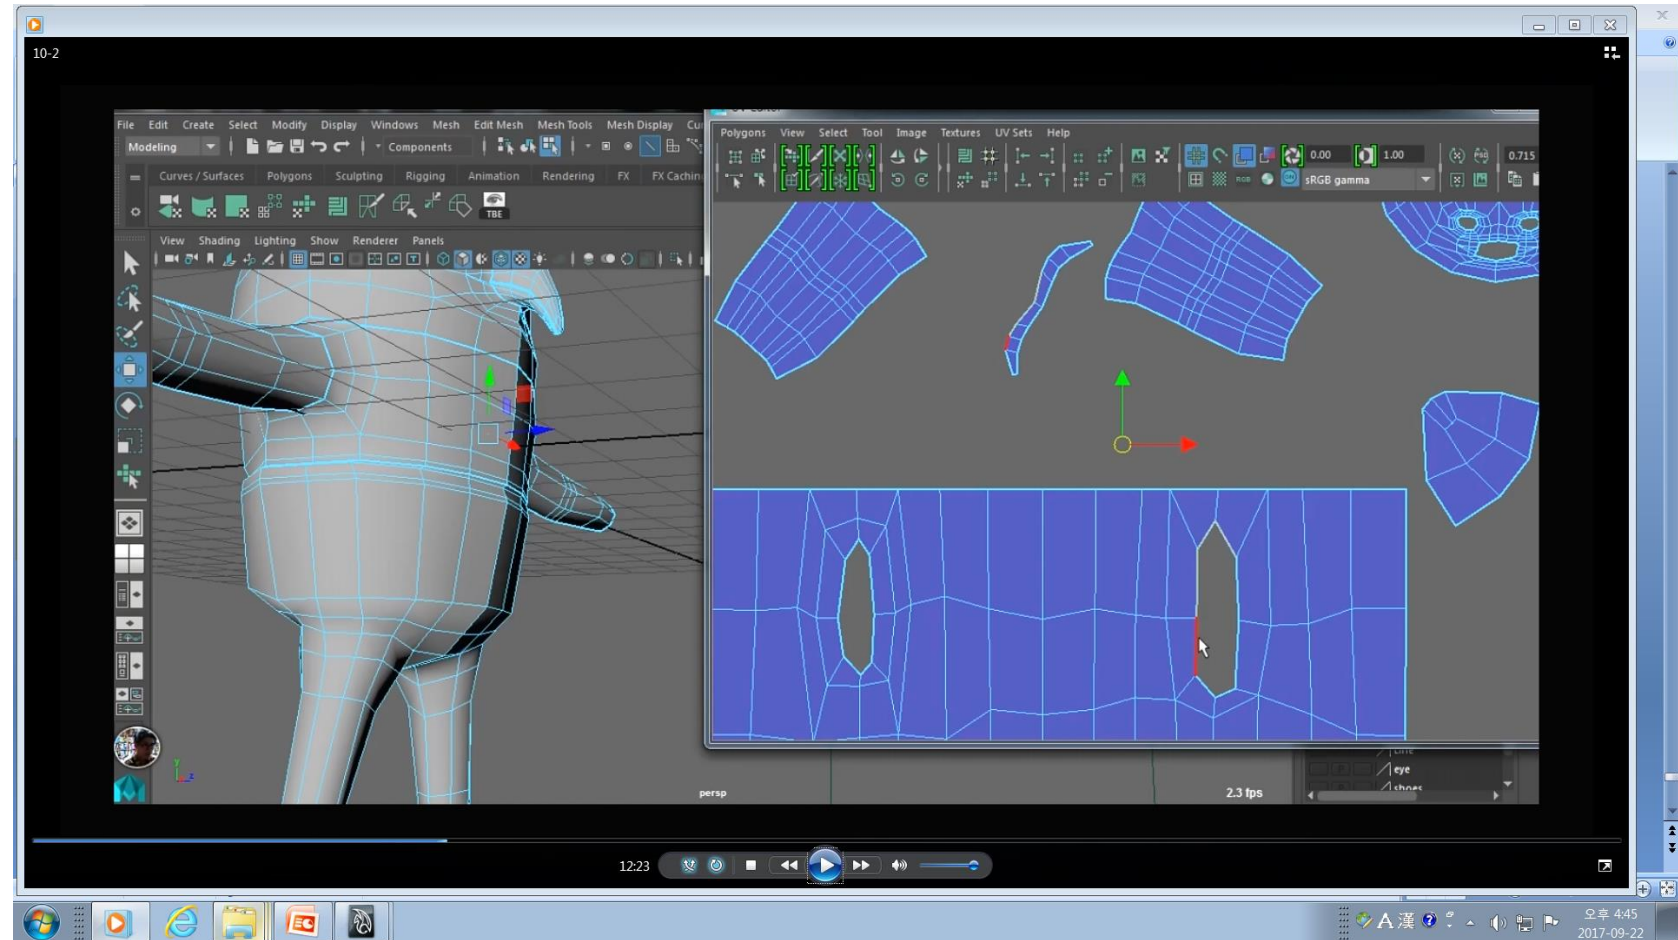 10-2
File Edit Create Select Modify Display Windows Mesh Edit Mesh Mesh Tools Mesh Display
Modeling Components
Curves / Surfaces Polygons Sculpting Rigging Animation Rendering FX FX Cachin
TBE
View Shading Lighting Show Renderer Panels
Polygons View Select Tool Image Textures UV Sets Help
0.00 1.00 0.715
sRGB gamma
persp
2.3 fps
eye
shoes
12:23
A 漢
오후 4:45
2017-09-22